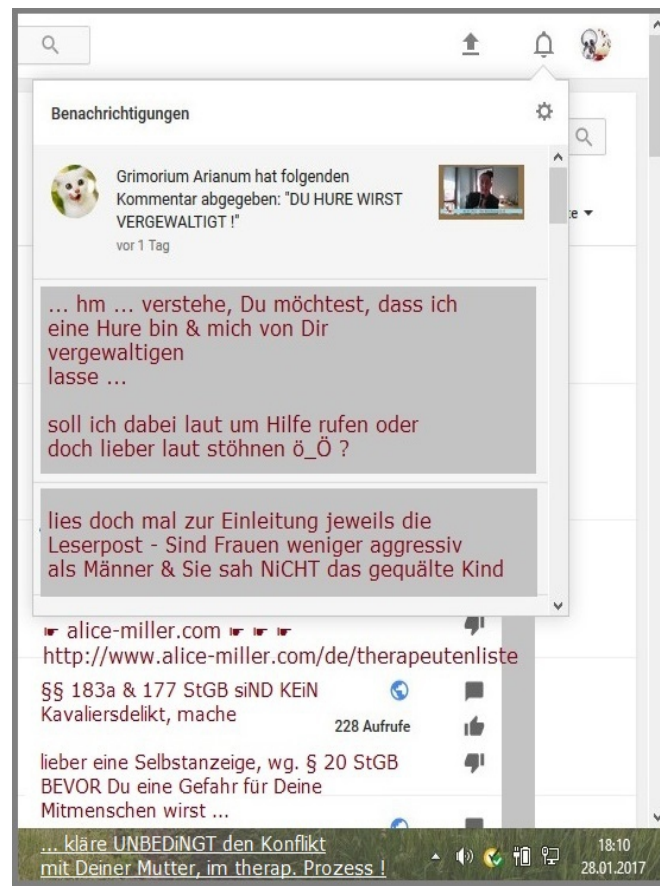 Benachrichtigungen
Grimorium Arianum hat folgenden
Kommentar abgegeben: "DU HURE WIRST
VERGEWALTIGT !"
vor 1 Tag
... hm ... verstehe, Du möchtest, dass ich
eine Hure bin & mich von Dir
vergewaltigen
lasse ...
soll ich dabei laut um Hilfe rufen oder
doch lieber laut stöhnen ö_Ö ?
lies doch mal zur Einleitung jeweils die
Leserpost - Sind Frauen weniger aggressiv
als Männer & Sie sah NiCHT das gequälte Kind
☛ alice-miller.com ☛ ☛ ☛
http://www.alice-miller.com/de/therapeutenliste
§§ 183a & 177 StGB siND KEiN
Kavaliersdelikt, mache
228 Aufrufe
lieber eine Selbstanzeige, wg. § 20 StGB
BEVOR Du eine Gefahr für Deine
Mitmenschen wirst ...
... kläre UNBEDiNGT den Konflikt
mit Deiner Mutter, im therap. Prozess !
18:10
28.01.2017